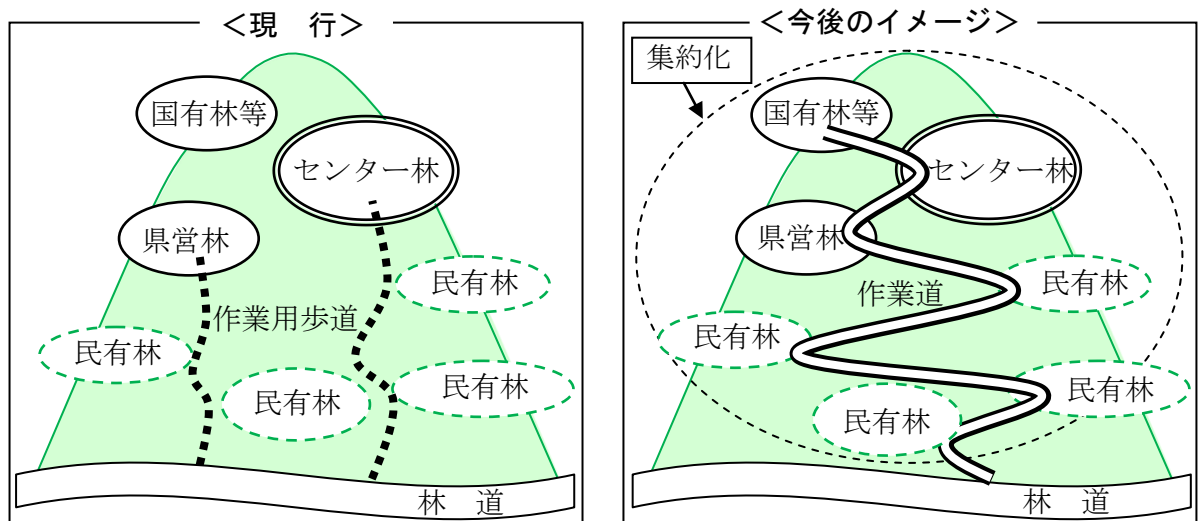 ＜現　行＞
国有林等
センター林
県営林
民有林
作業用歩道
民有林
民有林
民有林
林　道
＜今後のイメージ＞
集約化
国有林等
センター林
県営林
民有林
作業道
民有林
民有林
民有林
林　道